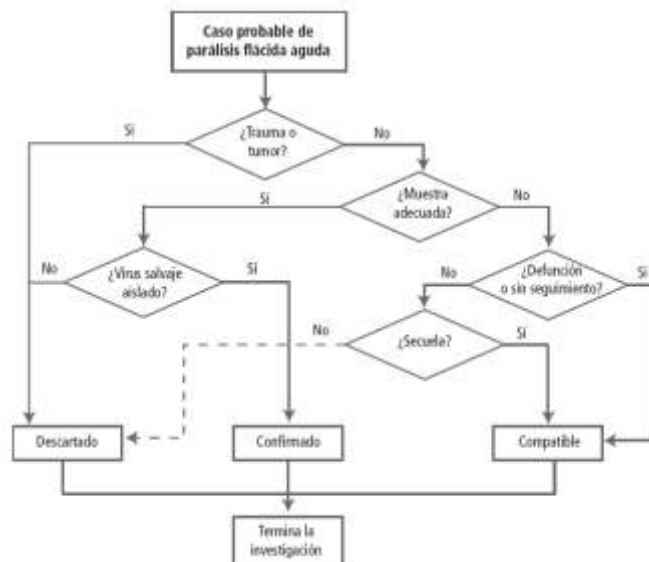 Caso probable de
parálisis flácida aguda
Sí
¿Trauma o
tumor?
No
Sí
¿Muestra
adecuada?
No
No
¿Virus salvaje
aislado?
Sí
No
¿Defunción
o sin seguimiento?
Sí
No
¿Secuela?
Sí
Descartado
Confirmado
Compatible
Termina la
investigación